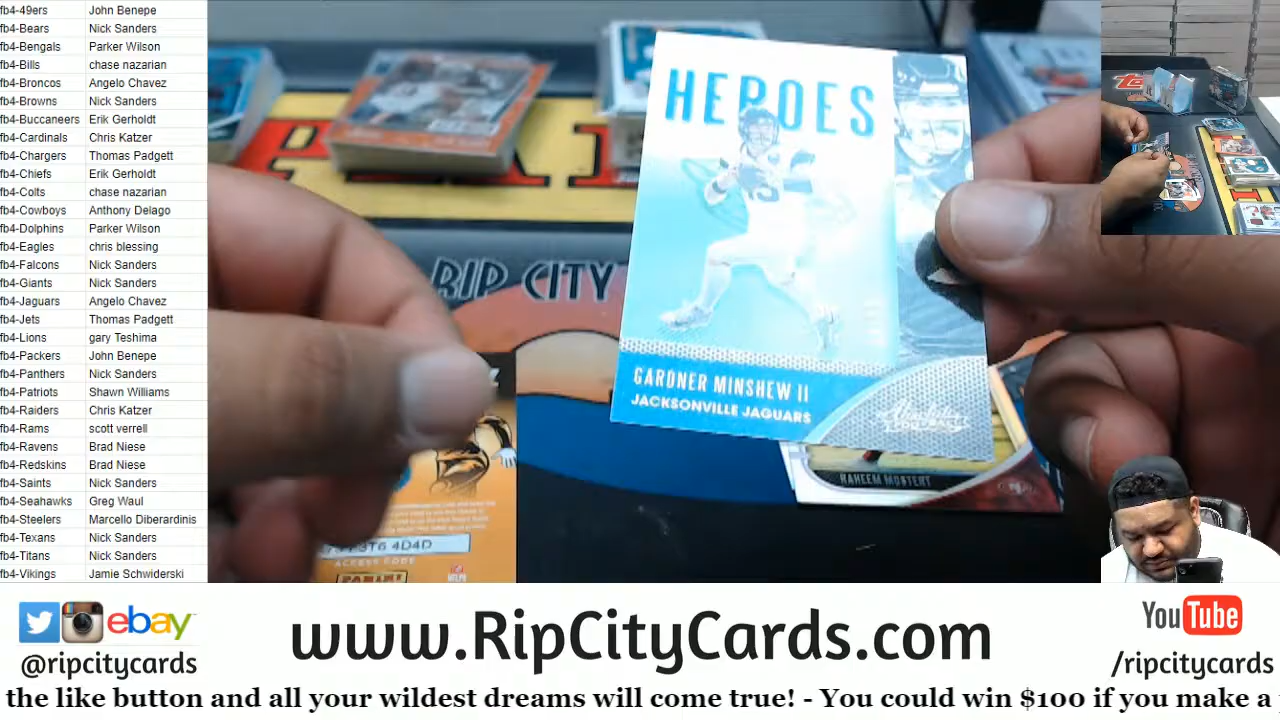 fb4-49ers John Benepe
fb4-Bears Nick Sanders
fb4-Bengals Parker Wilson
fb4-Bills chase nazarian
fb4-Broncos Angelo Chavez
fb4-Browns Nick Sanders
fb4-Buccaneers Erik Gerholdt
fb4-Cardinals Chris Katzer
fb4-Chargers Thomas Padgett
fb4-Chiefs Erik Gerholdt
fb4-Colts chase nazarian
fb4-Cowboys Anthony Delago
fb4-Dolphins Parker Wilson
fb4-Eagles chris blessing
fb4-Falcons Nick Sanders
fb4-Giants Nick Sanders
fb4-Jaguars Angelo Chavez
fb4-Jets Thomas Padgett
fb4-Lions gary Teshima
fb4-Packers John Benepe
fb4-Panthers Nick Sanders
fb4-Patriots Shawn Williams
fb4-Raiders Chris Katzer
fb4-Rams scott verrell
fb4-Ravens Brad Niese
fb4-Redskins Brad Niese
fb4-Saints Nick Sanders
fb4-Seahawks Greg Waul
fb4-Steelers Marcello Diberardinis
fb4-Texans Nick Sanders
fb4-Titans Nick Sanders
fb4-Vikings Jamie Schwiderski
HEROES
RIP CITY
GARDNER MINSHEW II
JACKSONVILLE JAGUARS
Absolute
FOOTBALL
RAHEEM MOSTERT
4D4D
ACCESS CODE
PANINI
NFLPA
ebay
@ripcitycards
www.RipCityCards.com
YouTube
/ripcitycards
the like button and all your wildest dreams will come true! - You could win $100 if you make a